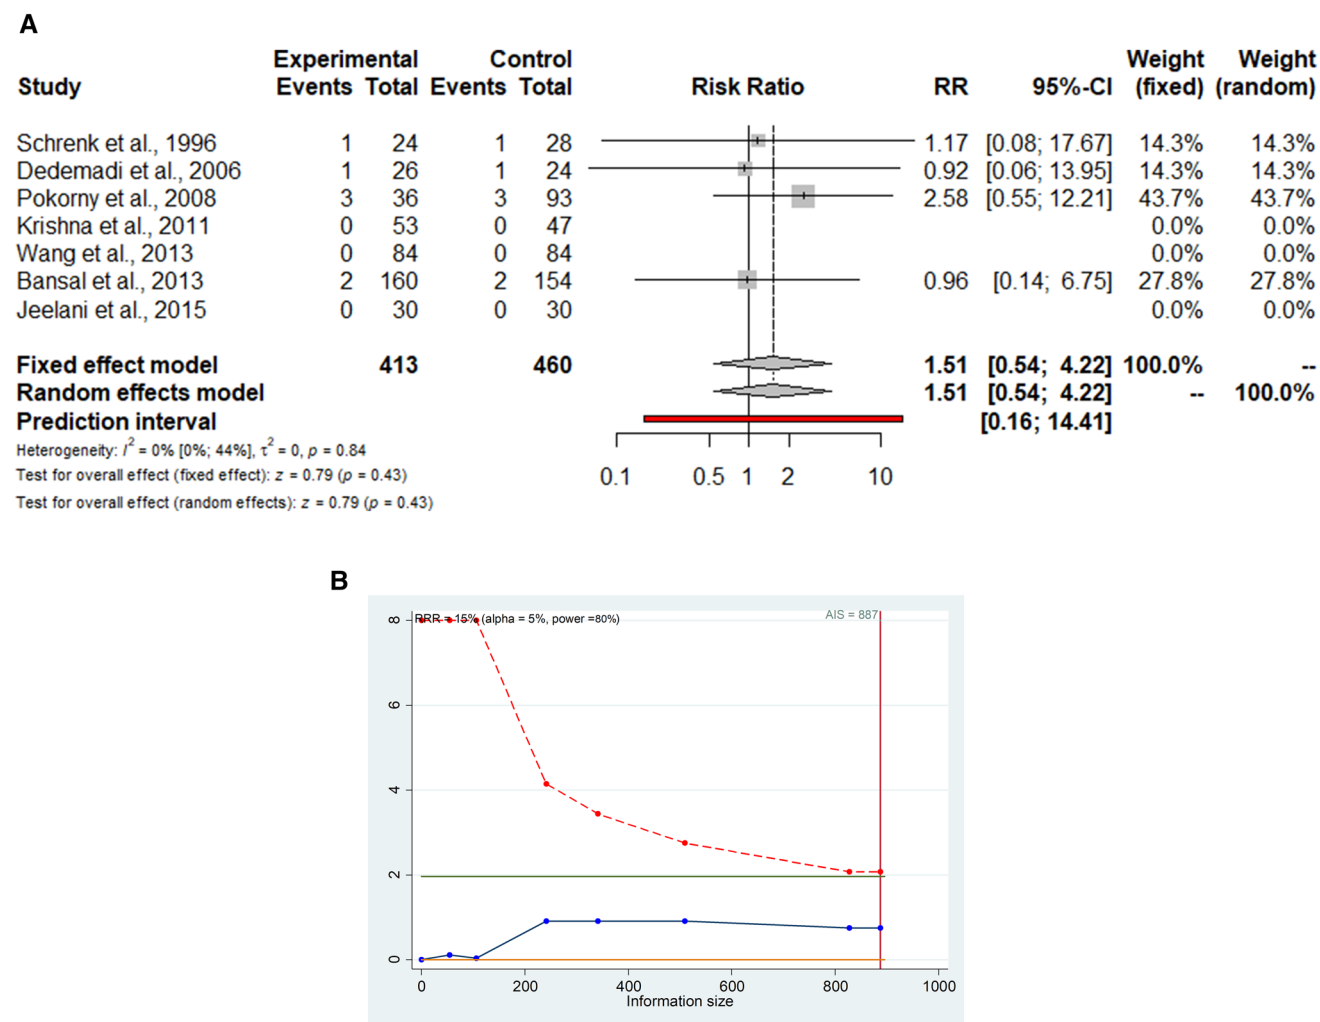 A
Experimental Control Weight Weight
Study Events Total Events Total Risk Ratio RR 95%-CI (fixed) (random)
Schrenk et al., 1996 1 24 1 28 1.17 [0.08; 17.67] 14.3% 14.3%
Dedemadi et al., 2006 1 26 1 24 0.92 [0.06; 13.95] 14.3% 14.3%
Pokorny et al., 2008 3 36 3 93 2.58 [0.55; 12.21] 43.7% 43.7%
Krishna et al., 2011 0 53 0 47 0.0% 0.0%
Wang et al., 2013 0 84 0 84 0.0% 0.0%
Bansal et al., 2013 2 160 2 154 0.96 [0.14; 6.75] 27.8% 27.8%
Jeelani et al., 2015 0 30 0 30 0.0% 0.0%
Fixed effect model 413 460 1.51 [0.54; 4.22] 100.0% --
Random effects model 1.51 [0.54; 4.22] -- 100.0%
Prediction interval [0.16; 14.41]
Heterogeneity: I² = 0% [0%; 44%], τ² = 0, p = 0.84
Test for overall effect (fixed effect): z = 0.79 (p = 0.43)
Test for overall effect (random effects): z = 0.79 (p = 0.43)
0.1 0.5 1 2 10
B
RRR = 15% (alpha = 5%, power =80%)
AIS = 887
8
6
4
2
0
0 200 400 600 800 1000
Information size